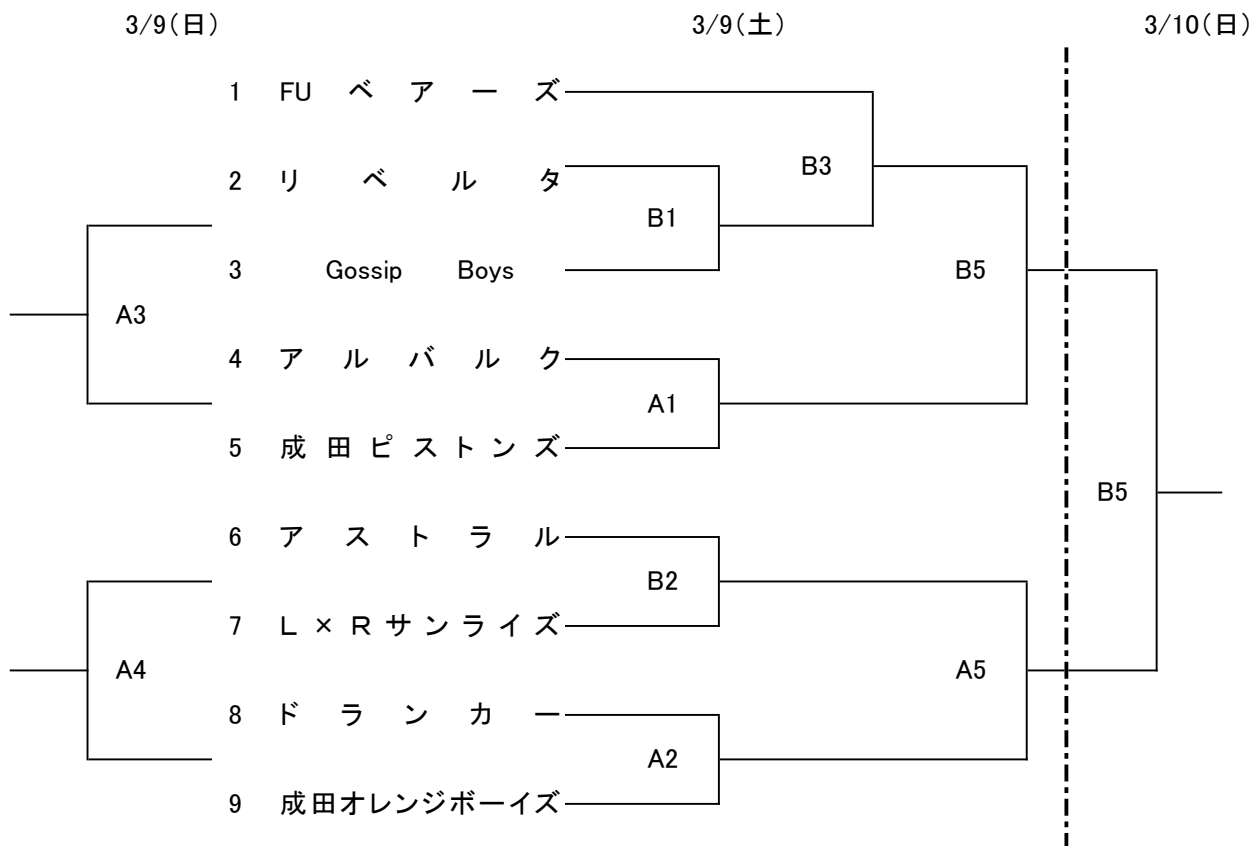 3/9(日) 3/9(土) 3/10(日)
1 FU ベアーズ
B3
2 リベルタ
B1
3 Gossip Boys
B5
A3
4 アルバルク
A1
5 成田ピストンズ
B5
6 アストラル
B2
7 L×Rサンライズ
A4
A5
8 ドランカー
A2
9 成田オレンジボーイズ